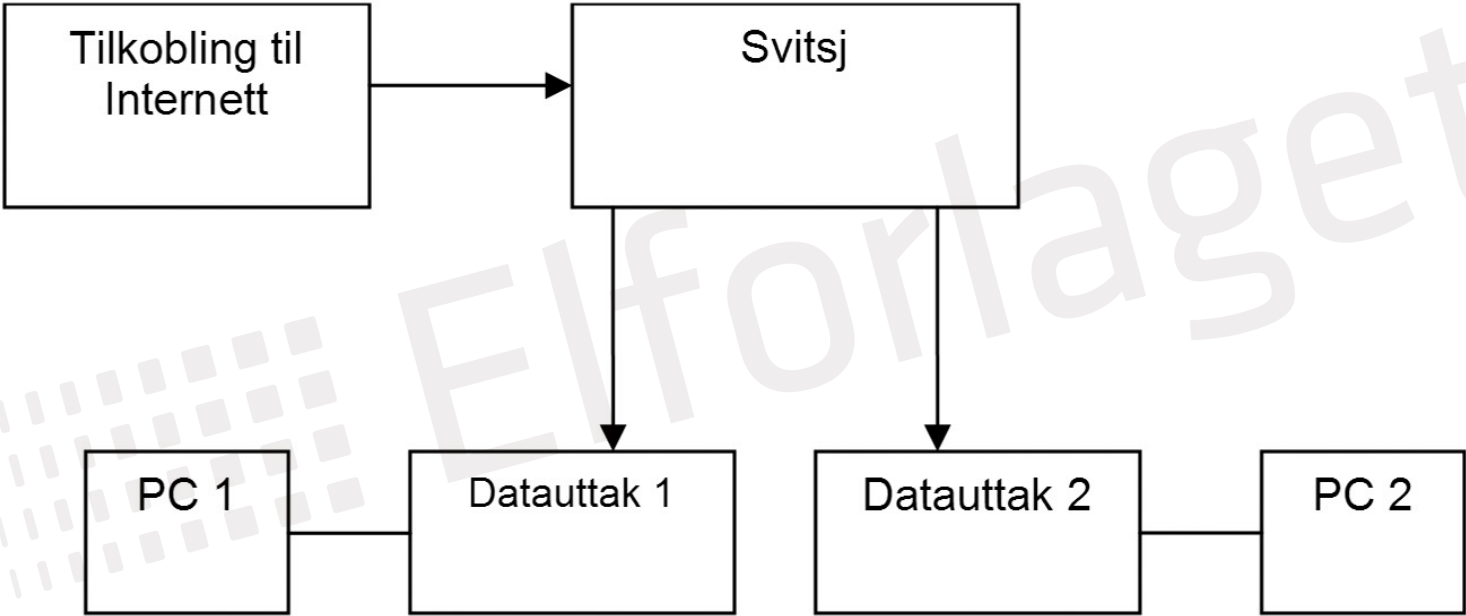 Tilkobling til
Internett
Svitsj
PC 1
Datauttak 1
Datauttak 2
PC 2
Elforlaget